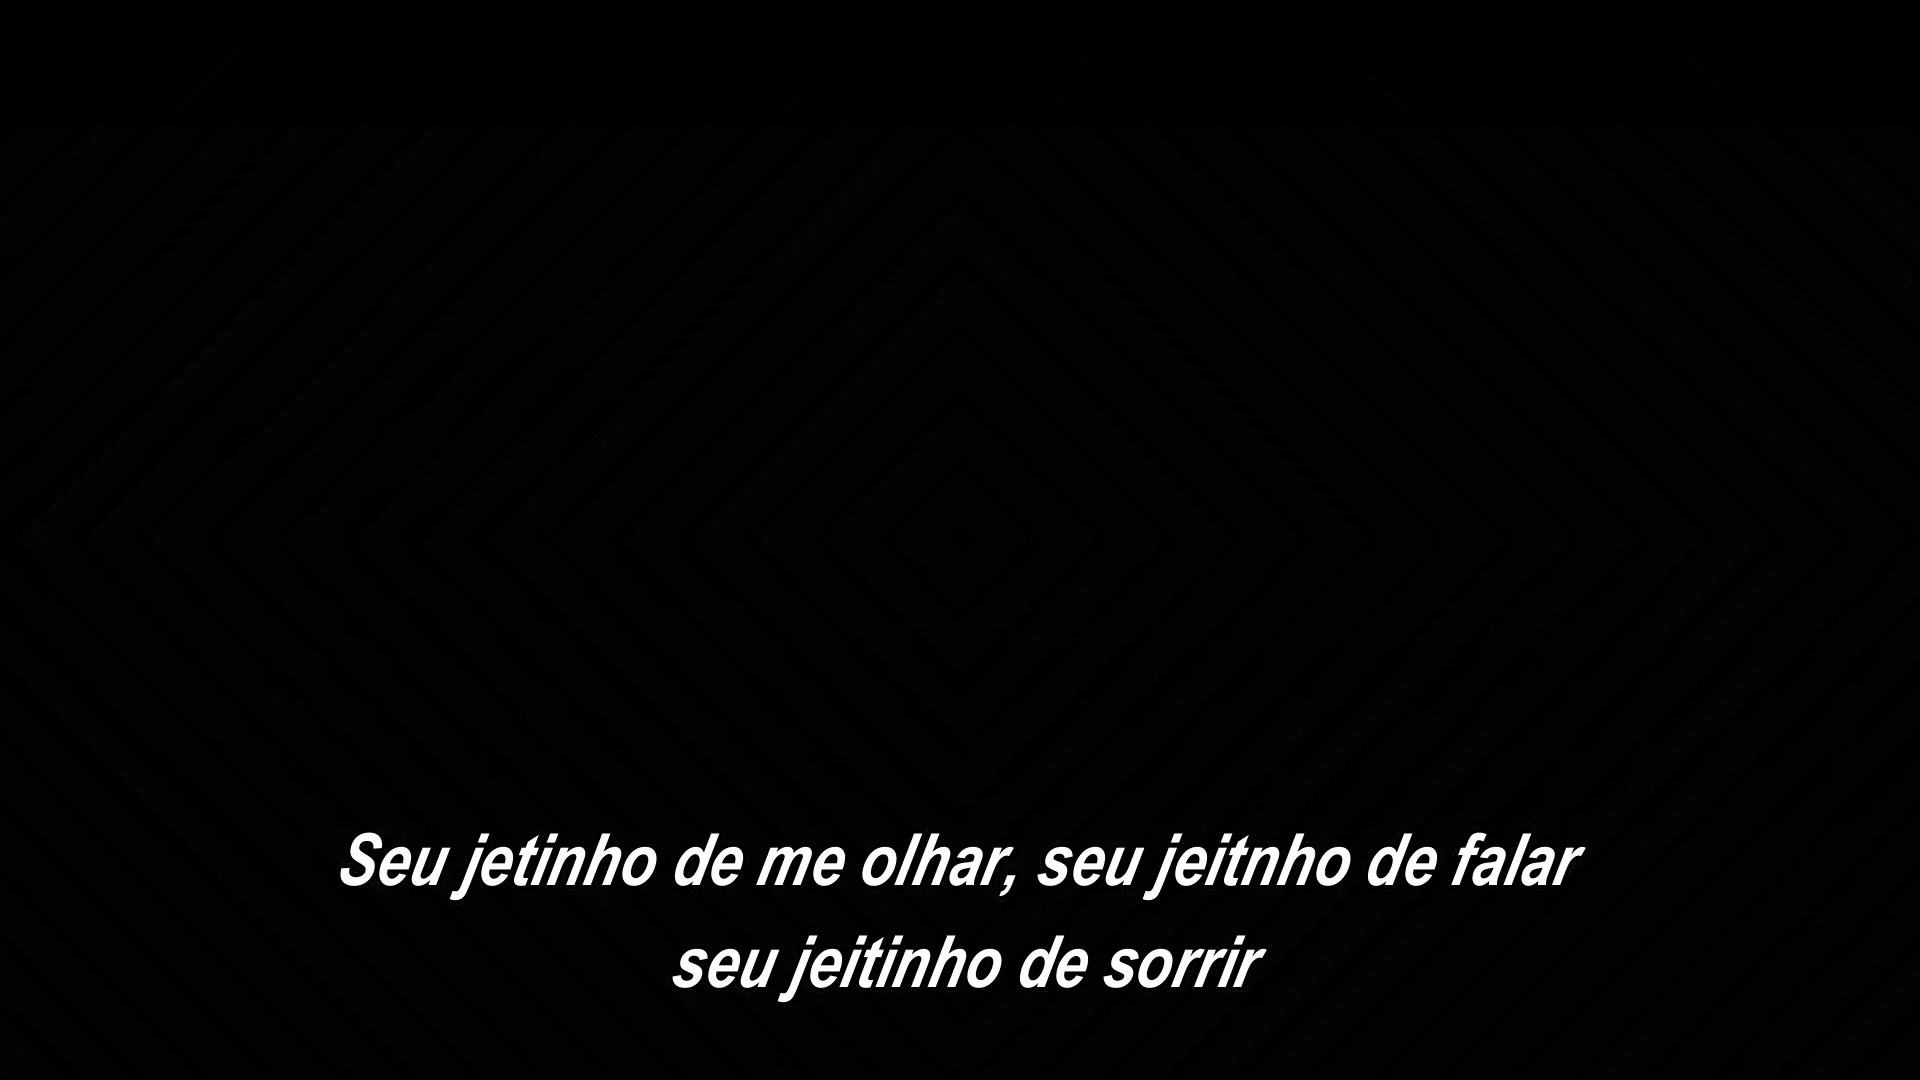 Seu jetinho de me olhar, seu jeitnho de falar
seu jeitinho de sorrir